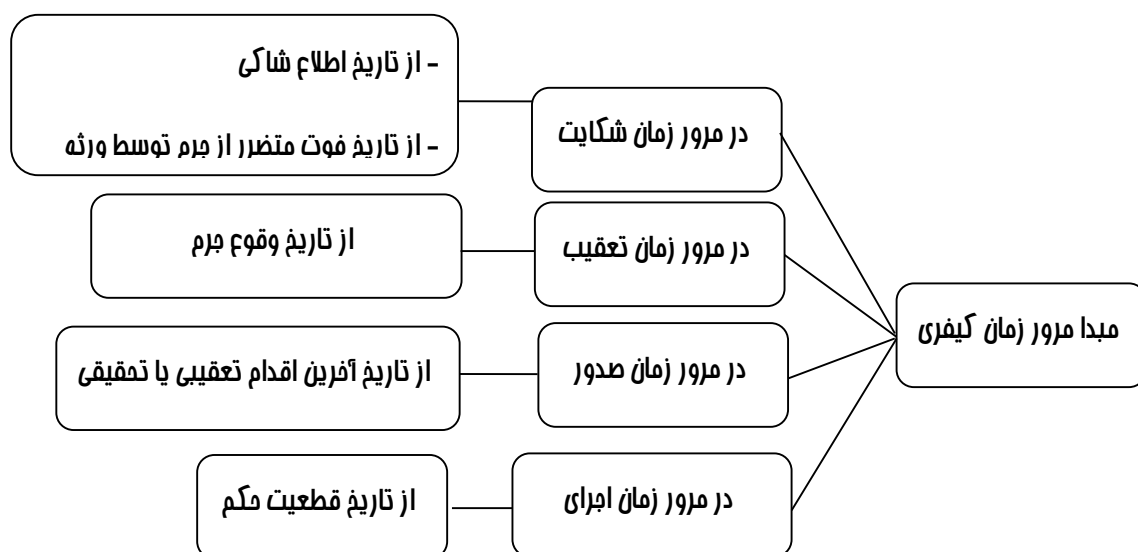 مبدا مرور زمان کیفری
در مرور زمان شکایت
- از تاریخ اطلاع شاکی
- از تاریخ فوت متضرر از جرم توسط ورثه
در مرور زمان تعقیب
از تاریخ وقوع جرم
در مرور زمان صدور
از تاریخ آخرین اقدام تعقیبی یا تحقیقی
در مرور زمان اجرای
از تاریخ قطعیت حکم